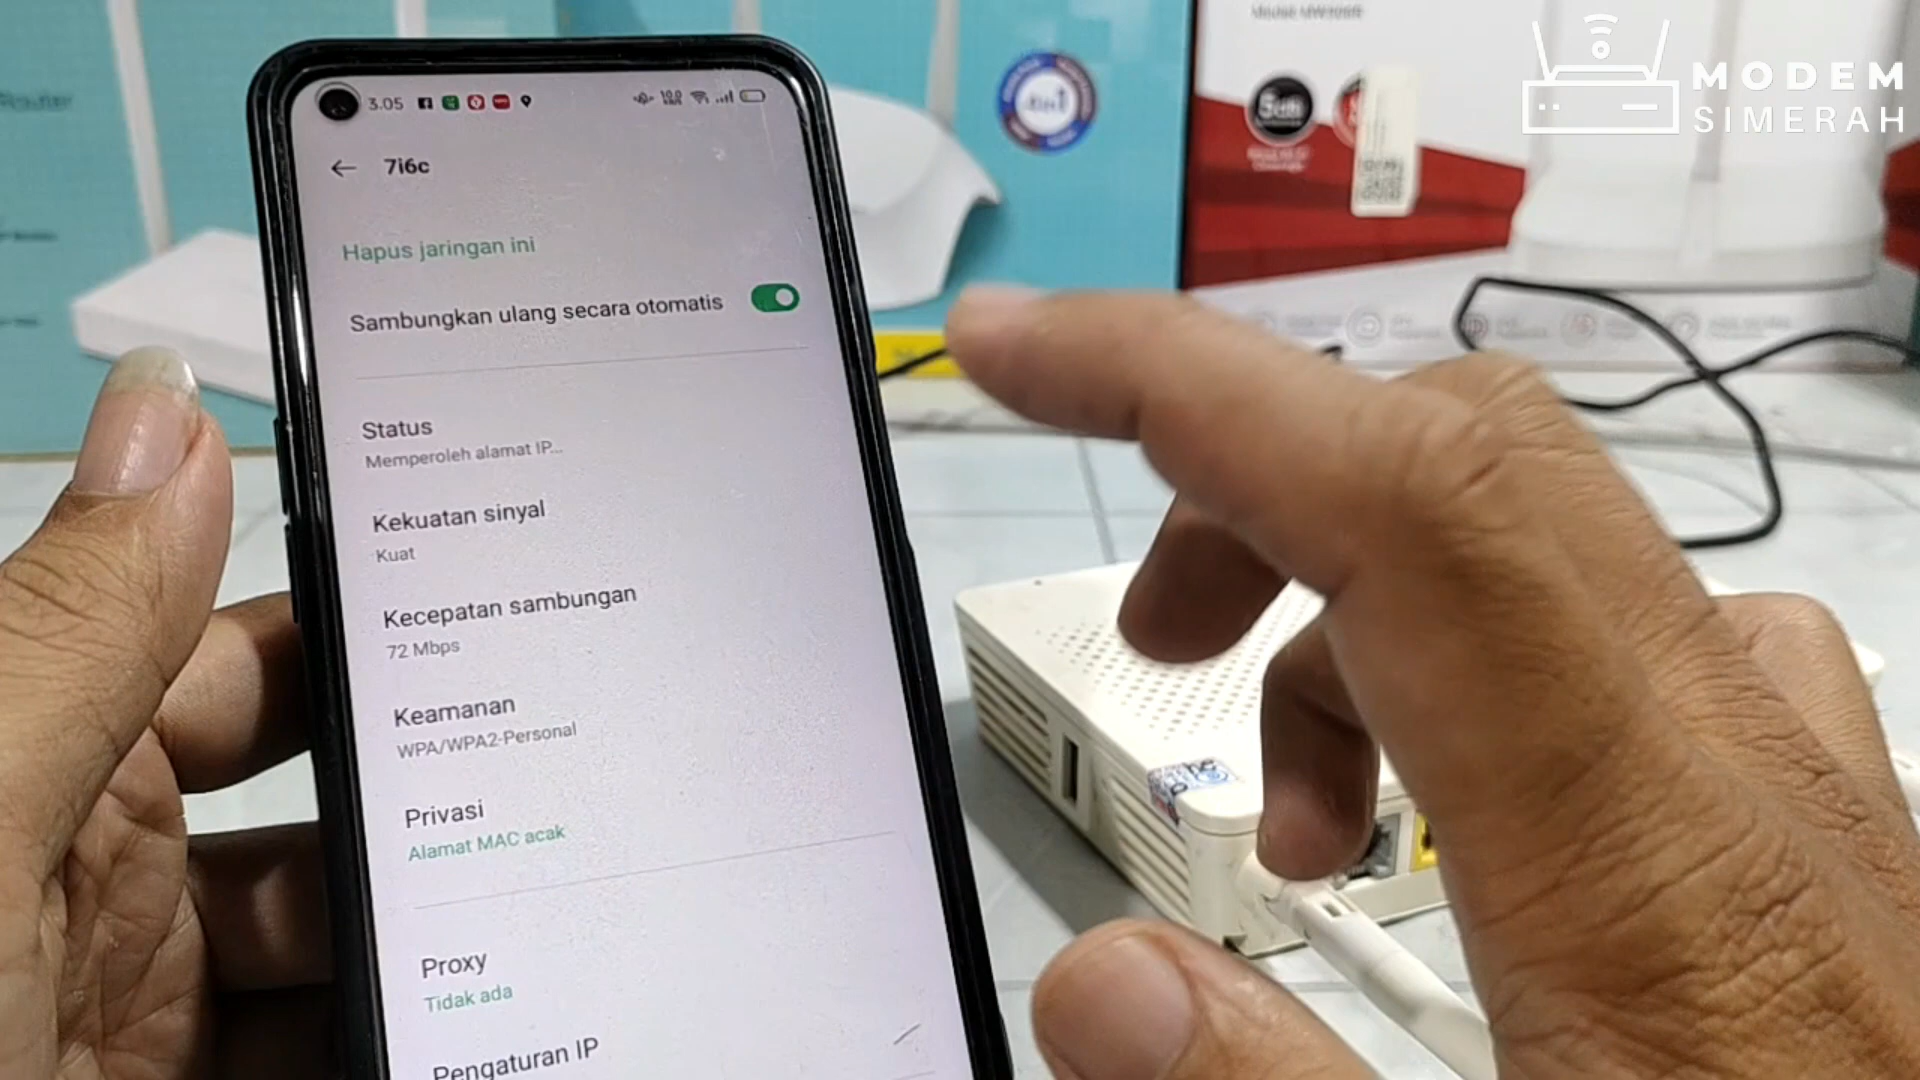 MODEM
SIMERAH
3.05
7i6c
Hapus jaringan ini
Sambungkan ulang secara otomatis
Status
Memperoleh alamat IP...
Kekuatan sinyal
Kuat
Kecepatan sambungan
72 Mbps
Keamanan
WPA/WPA2-Personal
Privasi
Alamat MAC acak
Proxy
Tidak ada
Pengaturan IP